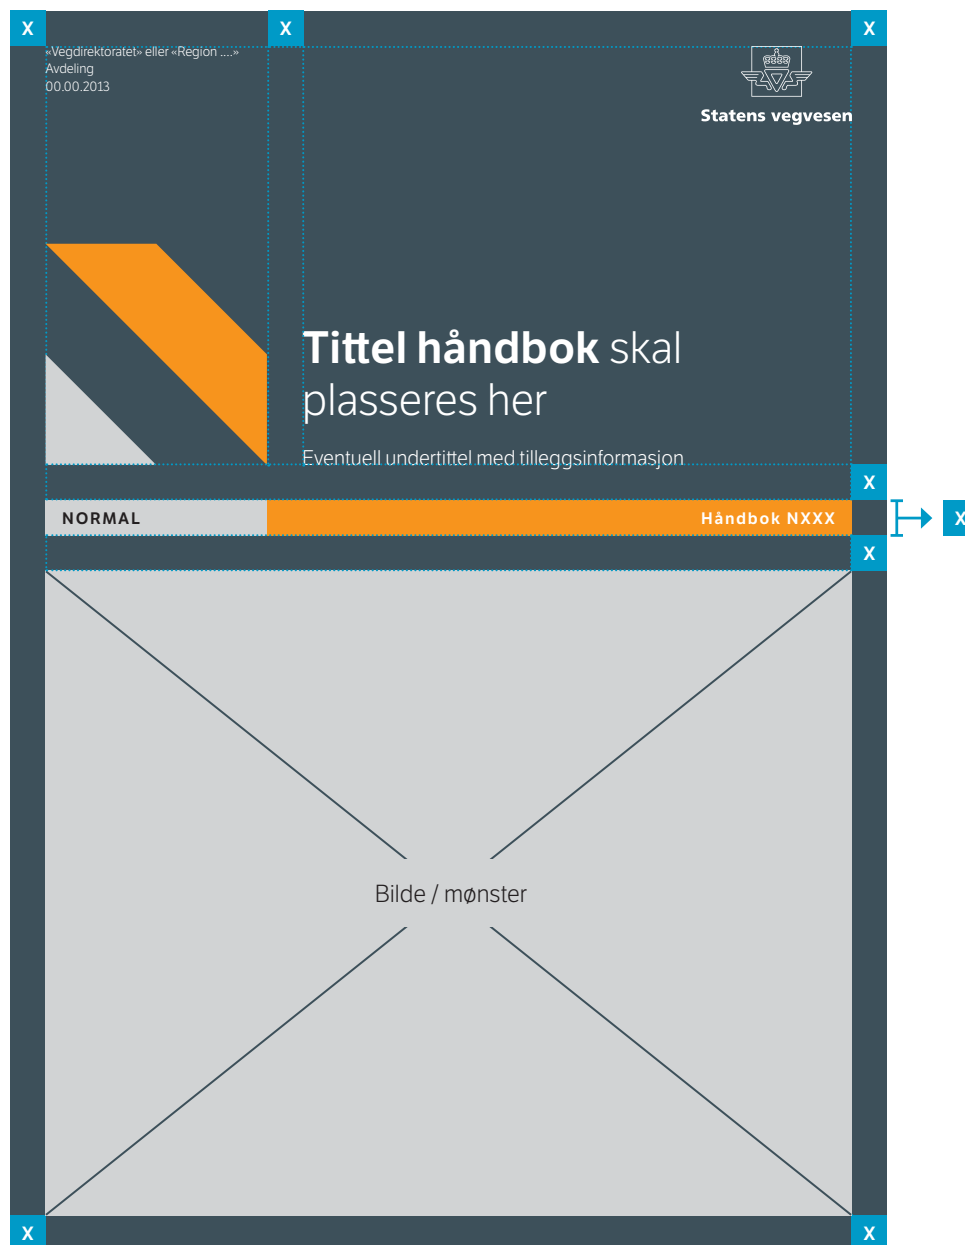 X
X
X
«Vegdirektoratet» eller «Region ....»
Avdeling
00.00.2013
Statens vegvesen
Tittel håndbok skal
plasseres her
Eventuell undertittel med tilleggsinformasjon
X
NORMAL
Håndbok NXXX
X
X
Bilde / mønster
X
X